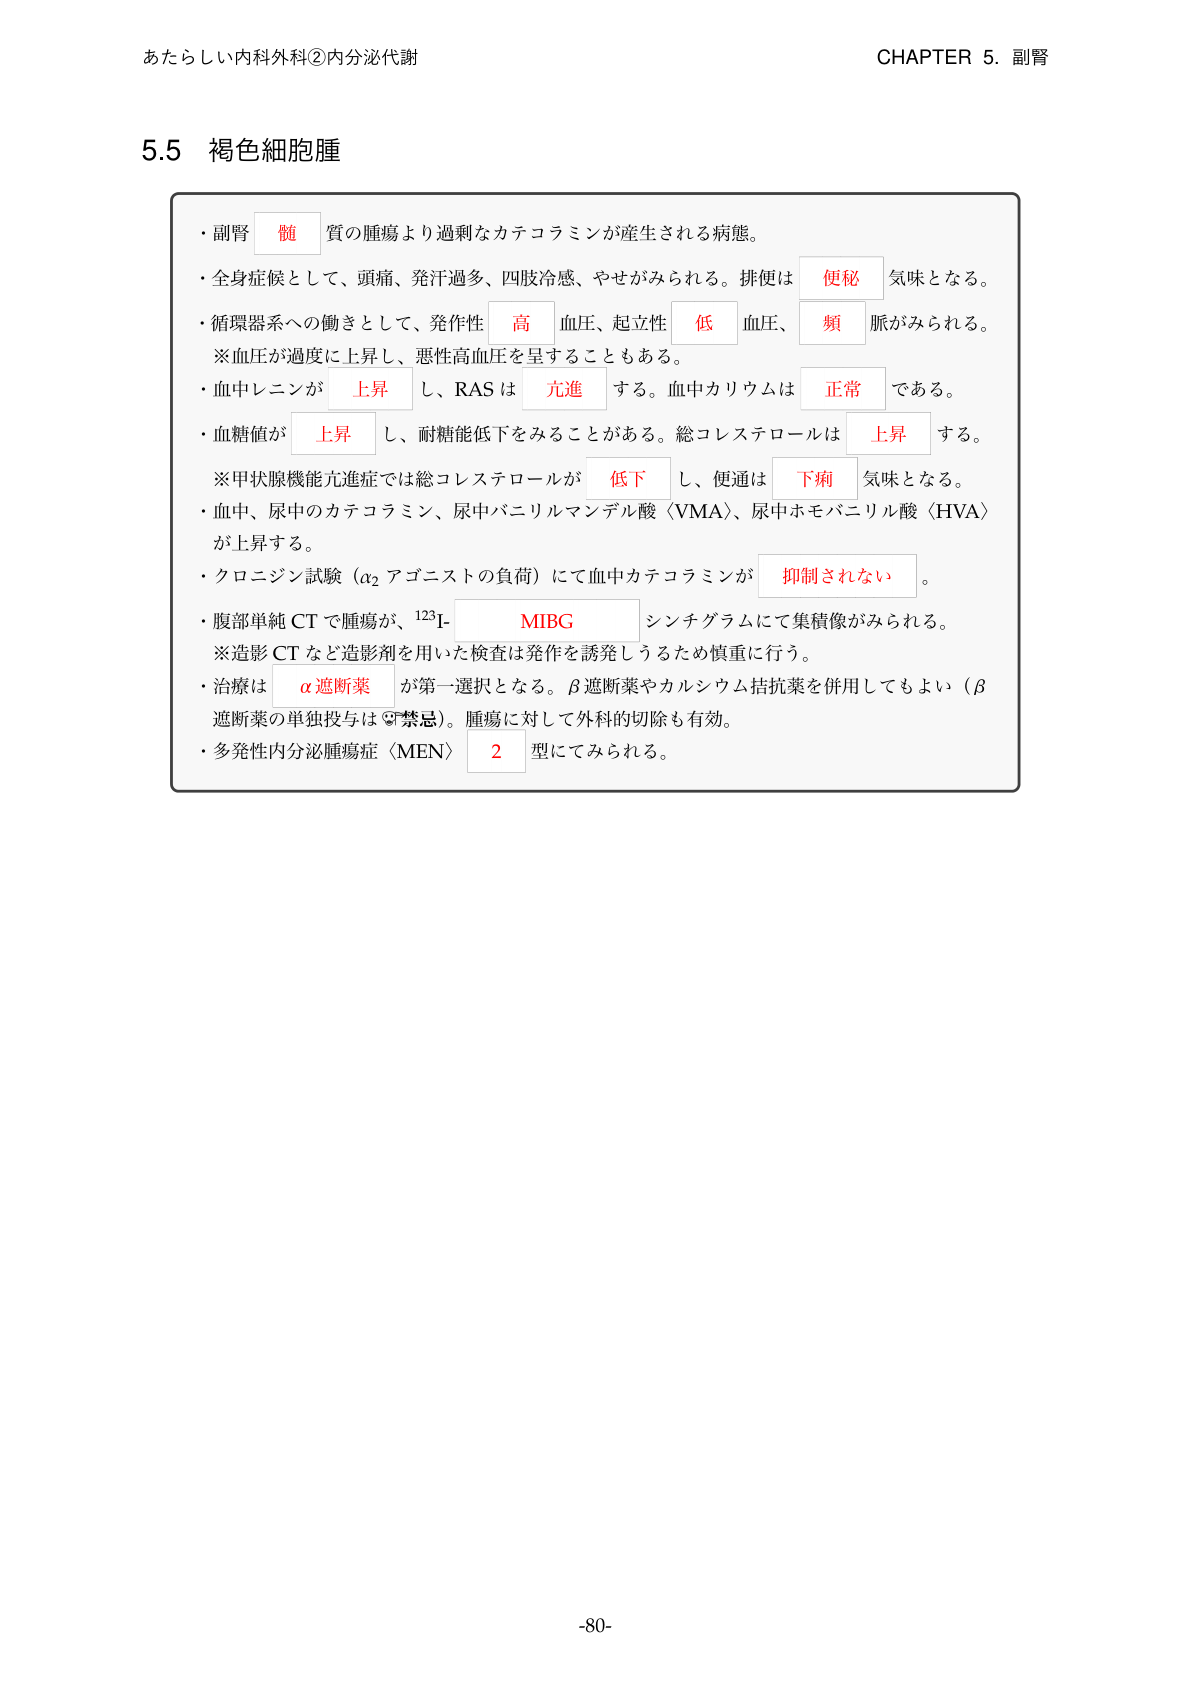 あたらしい内科外科②内分泌代謝
CHAPTER 5. 副腎
5.5 褐色細胞腫
・副腎 髄 質の腫瘍より過剰なカテコラミンが産生される病態。
・全身症候として、頭痛、発汗過多、四肢冷感、やせがみられる。排便は 便秘 気味となる。
・循環器系への働きとして、発作性 高 血圧、起立性 低 血圧、 頻 脈がみられる。
※血圧が過度に上昇し、悪性高血圧を呈することもある。
・血中レニンが 上昇 し、RAS は 亢進 する。血中カリウムは 正常 である。
・血糖値が 上昇 し、耐糖能低下をみることがある。総コレステロールは 上昇 する。
※甲状腺機能亢進症では総コレステロールが 低下 し、便通は 下痢 気味となる。
・血中、尿中のカテコラミン、尿中バニリルマンデル酸〈VMA〉、尿中ホモバニリル酸〈HVA〉
が上昇する。
・クロニジン試験（α₂ アゴニストの負荷）にて血中カテコラミンが 抑制されない 。
・腹部単純 CT で腫瘍が、¹²³I- MIBG シンチグラムにて集積像がみられる。
※造影 CT など造影剤を用いた検査は発作を誘発しうるため慎重に行う。
・治療は α 遮断薬 が第一選択となる。β 遮断薬やカルシウム拮抗薬を併用してもよい（β
遮断薬の単独投与は禁忌）。腫瘍に対して外科的切除も有効。
・多発性内分泌腫瘍症〈MEN〉 2 型にてみられる。
-80-